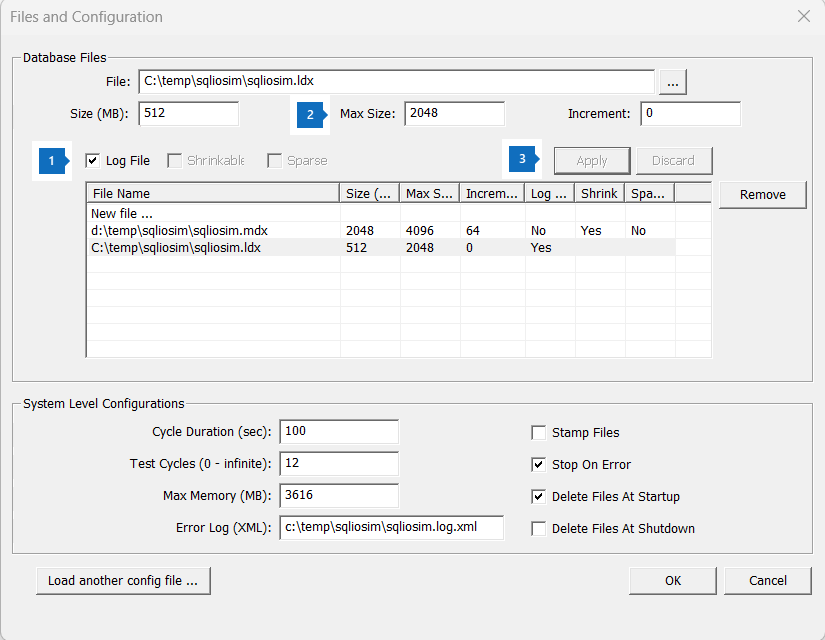 Files and Configuration
Database Files
File: C:\temp\sqliosim\sqliosim.ldx ...
Size (MB): 512 2 Max Size: 2048 Increment: 0
1 Log File Shrinkable Sparse 3 Apply Discard
File Name Size (... Max S... Increm... Log ... Shrink Spa... Remove
New file ...
d:\temp\sqliosim\sqliosim.mdx 2048 4096 64 No Yes No
C:\temp\sqliosim\sqliosim.ldx 512 2048 0 Yes
System Level Configurations
Cycle Duration (sec): 100 Stamp Files
Test Cycles (0 - infinite): 12 Stop On Error
Max Memory (MB): 3616 Delete Files At Startup
Error Log (XML): c:\temp\sqliosim\sqliosim.log.xml Delete Files At Shutdown
Load another config file ... OK Cancel